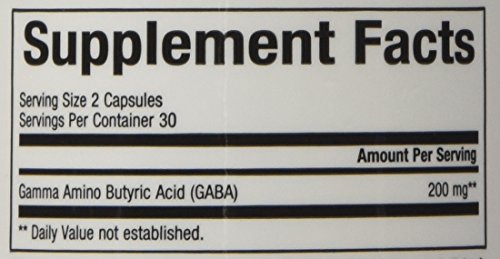 Supplement Facts
Serving Size 2 Capsules
Servings Per Container 30
Amount Per Serving
Gamma Amino Butyric Acid (GABA) 200 mg**
** Daily Value not established.